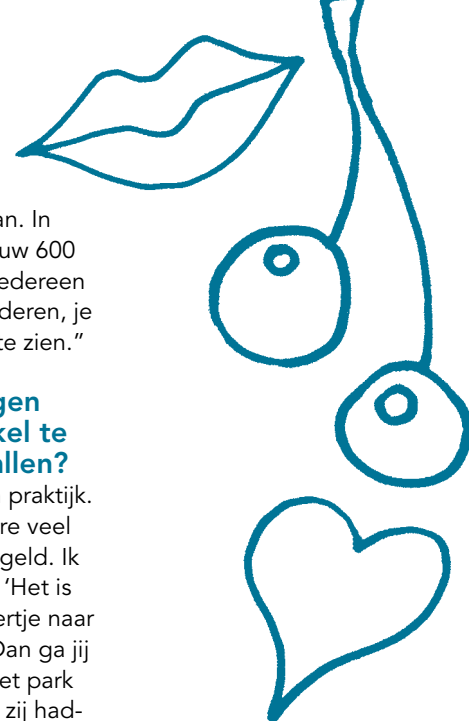 an. In
uw 600
edereen
deren, je
te zien.”
gen
kel te
allen?
praktijk.
re veel
geld. Ik
‘Het is
ertje naar
Dan ga jij
et park
zij had-